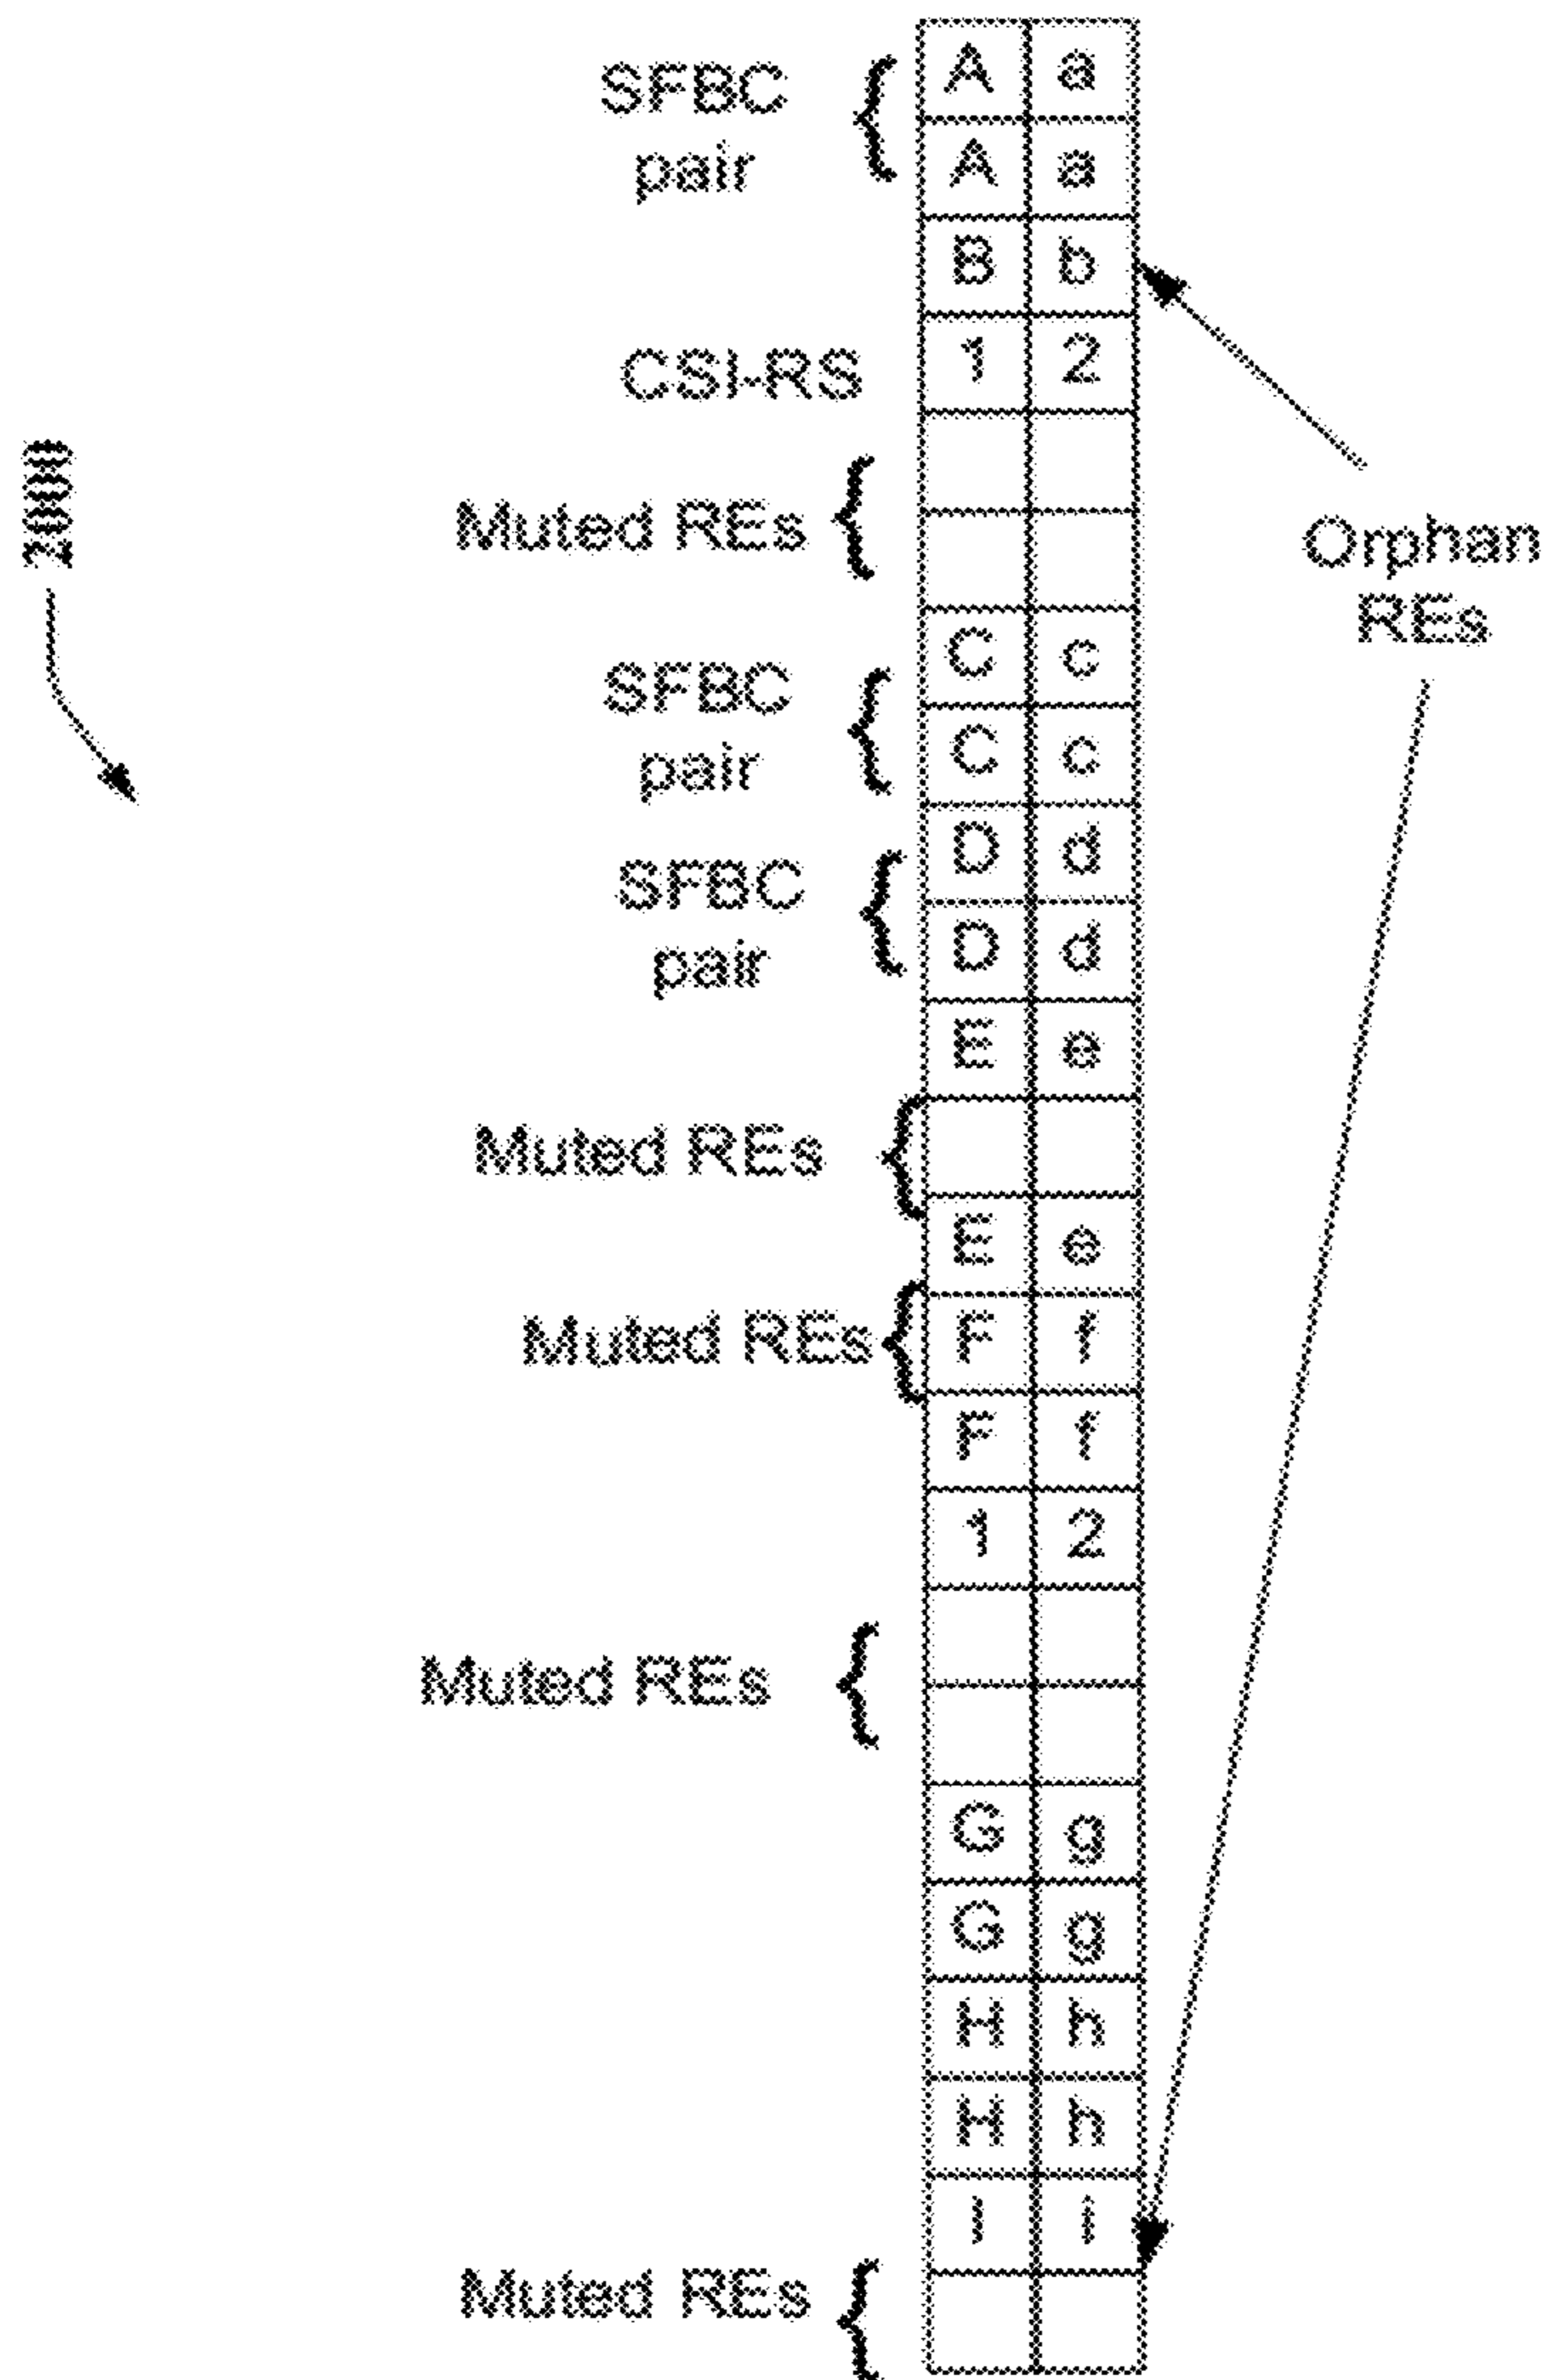 A a
SFBC
pair
A a
B b
CSI-RS
1 2
Muted REs
Orphan
REs
C c
SFBC
pair
C c
D d
SFBC
pair
D d
E e
Muted REs
E e
Muted REs
F f
F f
1 2
Muted REs
G g
G g
H h
H h
I i
Muted REs